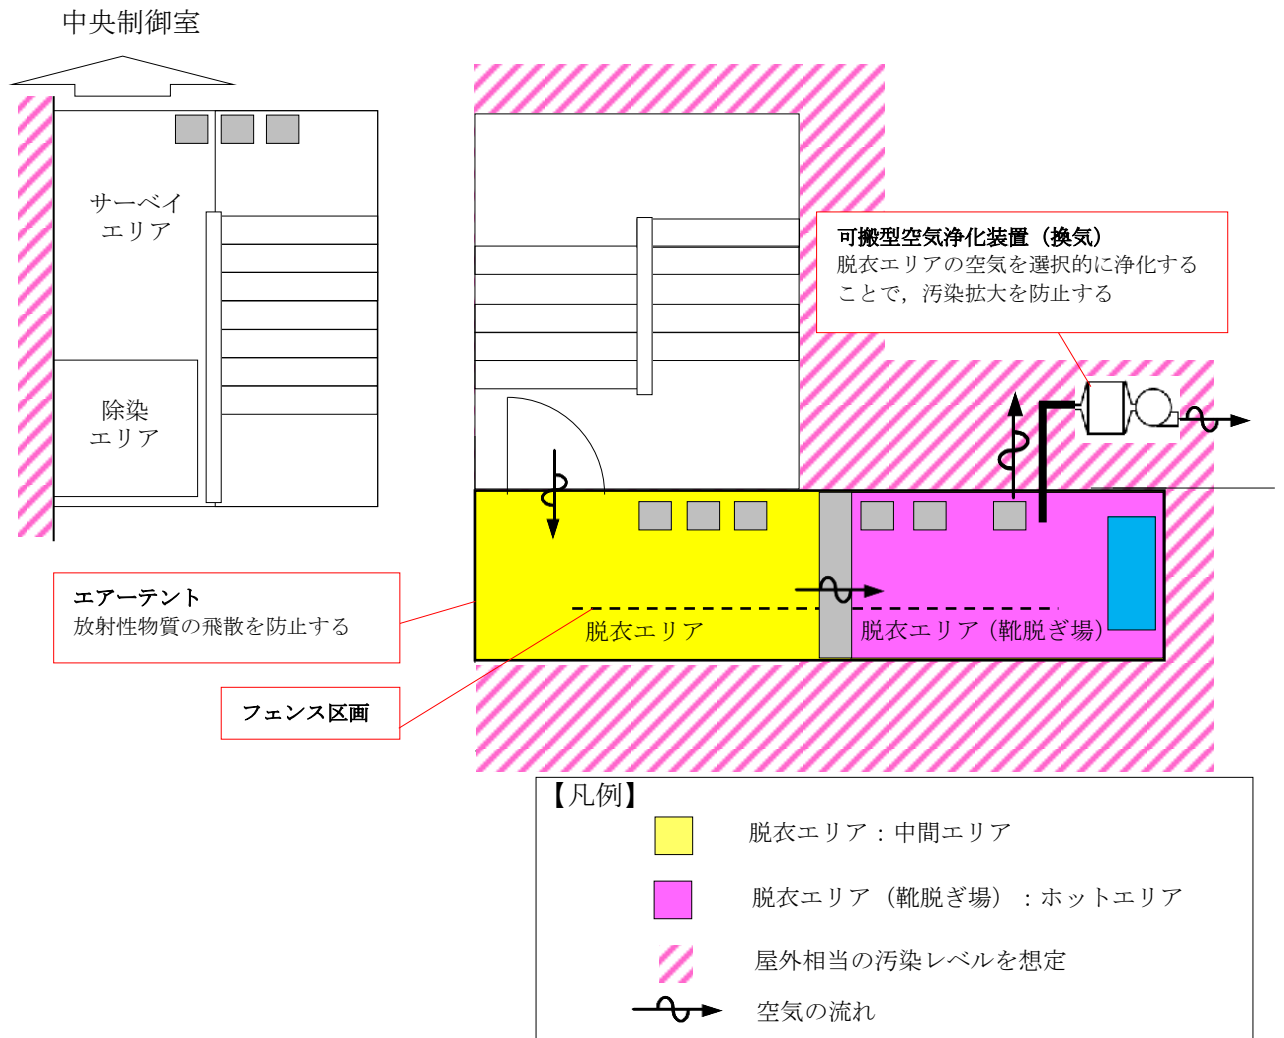 中央制御室
サーベイ
エリア
除染
エリア
可搬型空気浄化装置（換気）
脱衣エリアの空気を選択的に浄化する
ことで，汚染拡大を防止する
エアーテント
放射性物質の飛散を防止する
脱衣エリア
脱衣エリア（靴脱ぎ場）
フェンス区画
【凡例】
脱衣エリア：中間エリア
脱衣エリア（靴脱ぎ場）：ホットエリア
屋外相当の汚染レベルを想定
空気の流れ